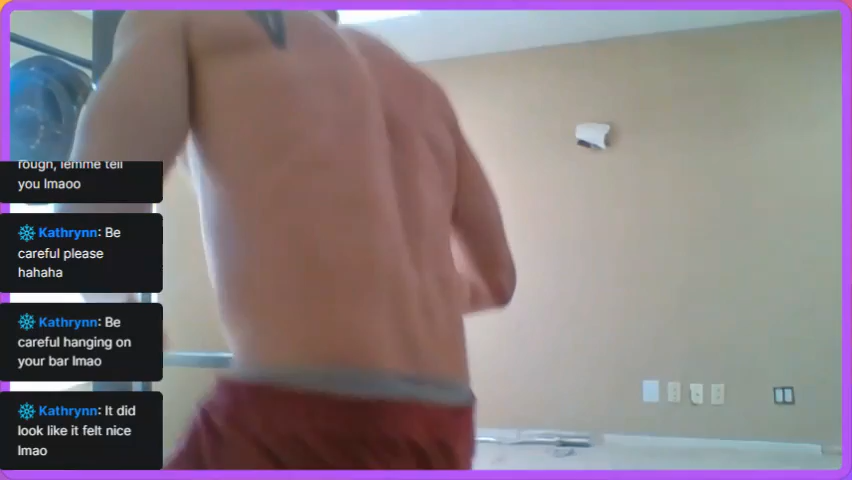 rough, lemme tell
you lmaoo
Kathrynn: Be
careful please
hahaha
Kathrynn: Be
careful hanging on
your bar lmao
Kathrynn: It did
look like it felt nice
lmao